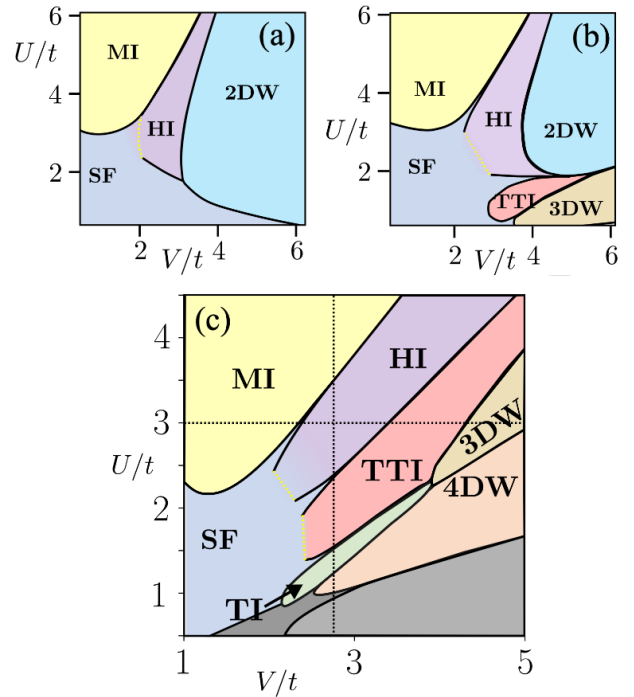 6
(a)
U/t
MI
4
HI
2DW
2
SF
2
4
6
V/t
6
(b)
U/t
MI
4
HI
2DW
2
SF
TTI
3DW
2
4
6
V/t
(c)
4
MI
HI
3
U/t
TTI
3DW
4DW
2
SF
1
TI
1
3
5
V/t